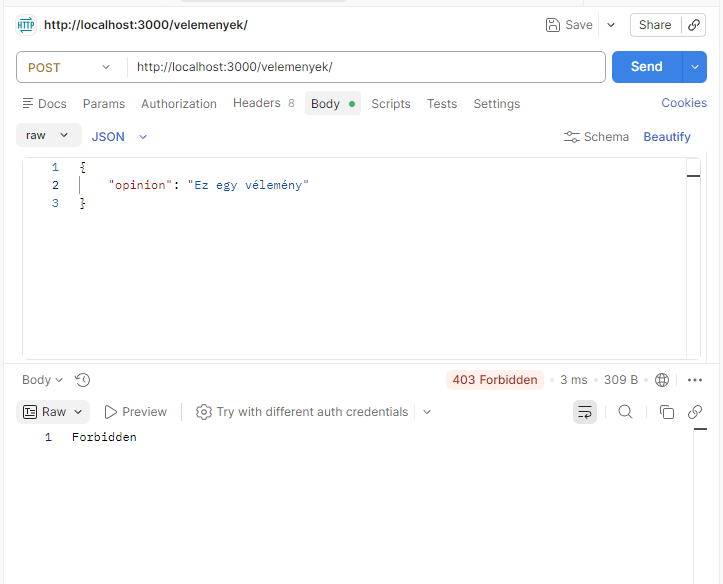 HTTP http://localhost:3000/velemenyek/ Save Share
POST http://localhost:3000/velemenyek/ Send
Docs Params Authorization Headers 8 Body Scripts Tests Settings Cookies
raw JSON Schema Beautify
1 {
2 "opinion": "Ez egy vélemény"
3 }
Body 403 Forbidden • 3 ms • 309 B •
Raw Preview Try with different auth credentials
1 Forbidden